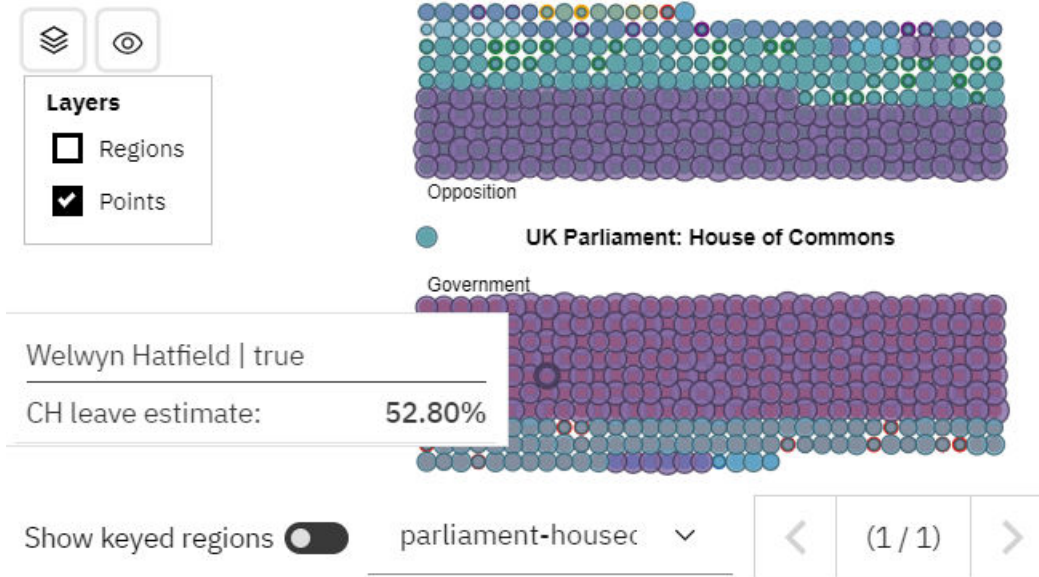 Layers
Regions
Points
Opposition
UK Parliament: House of Commons
Government
Welwyn Hatfield | true
CH leave estimate: 52.80%
Show keyed regions
parliament-housec
(1 / 1)